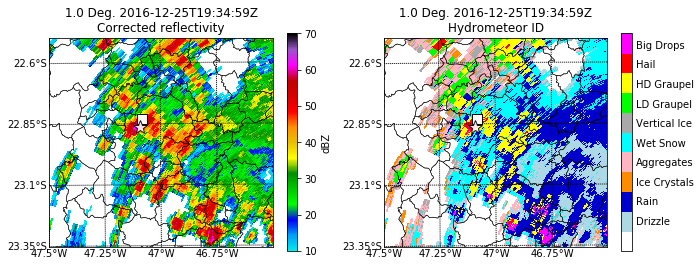 1.0 Deg. 2016-12-25T19:34:59Z
Corrected reflectivity
22.6°S
22.85°S
23.1°S
23.35°S
47.5°W
47.25°W
47°W
46.75°W
70
60
50
40
30
20
10
dBZ
1.0 Deg. 2016-12-25T19:34:59Z
Hydrometeor ID
22.6°S
22.85°S
23.1°S
23.35°S
47.5°W
47.25°W
47°W
46.75°W
Big Drops
Hail
HD Graupel
LD Graupel
Vertical Ice
Wet Snow
Aggregates
Ice Crystals
Rain
Drizzle